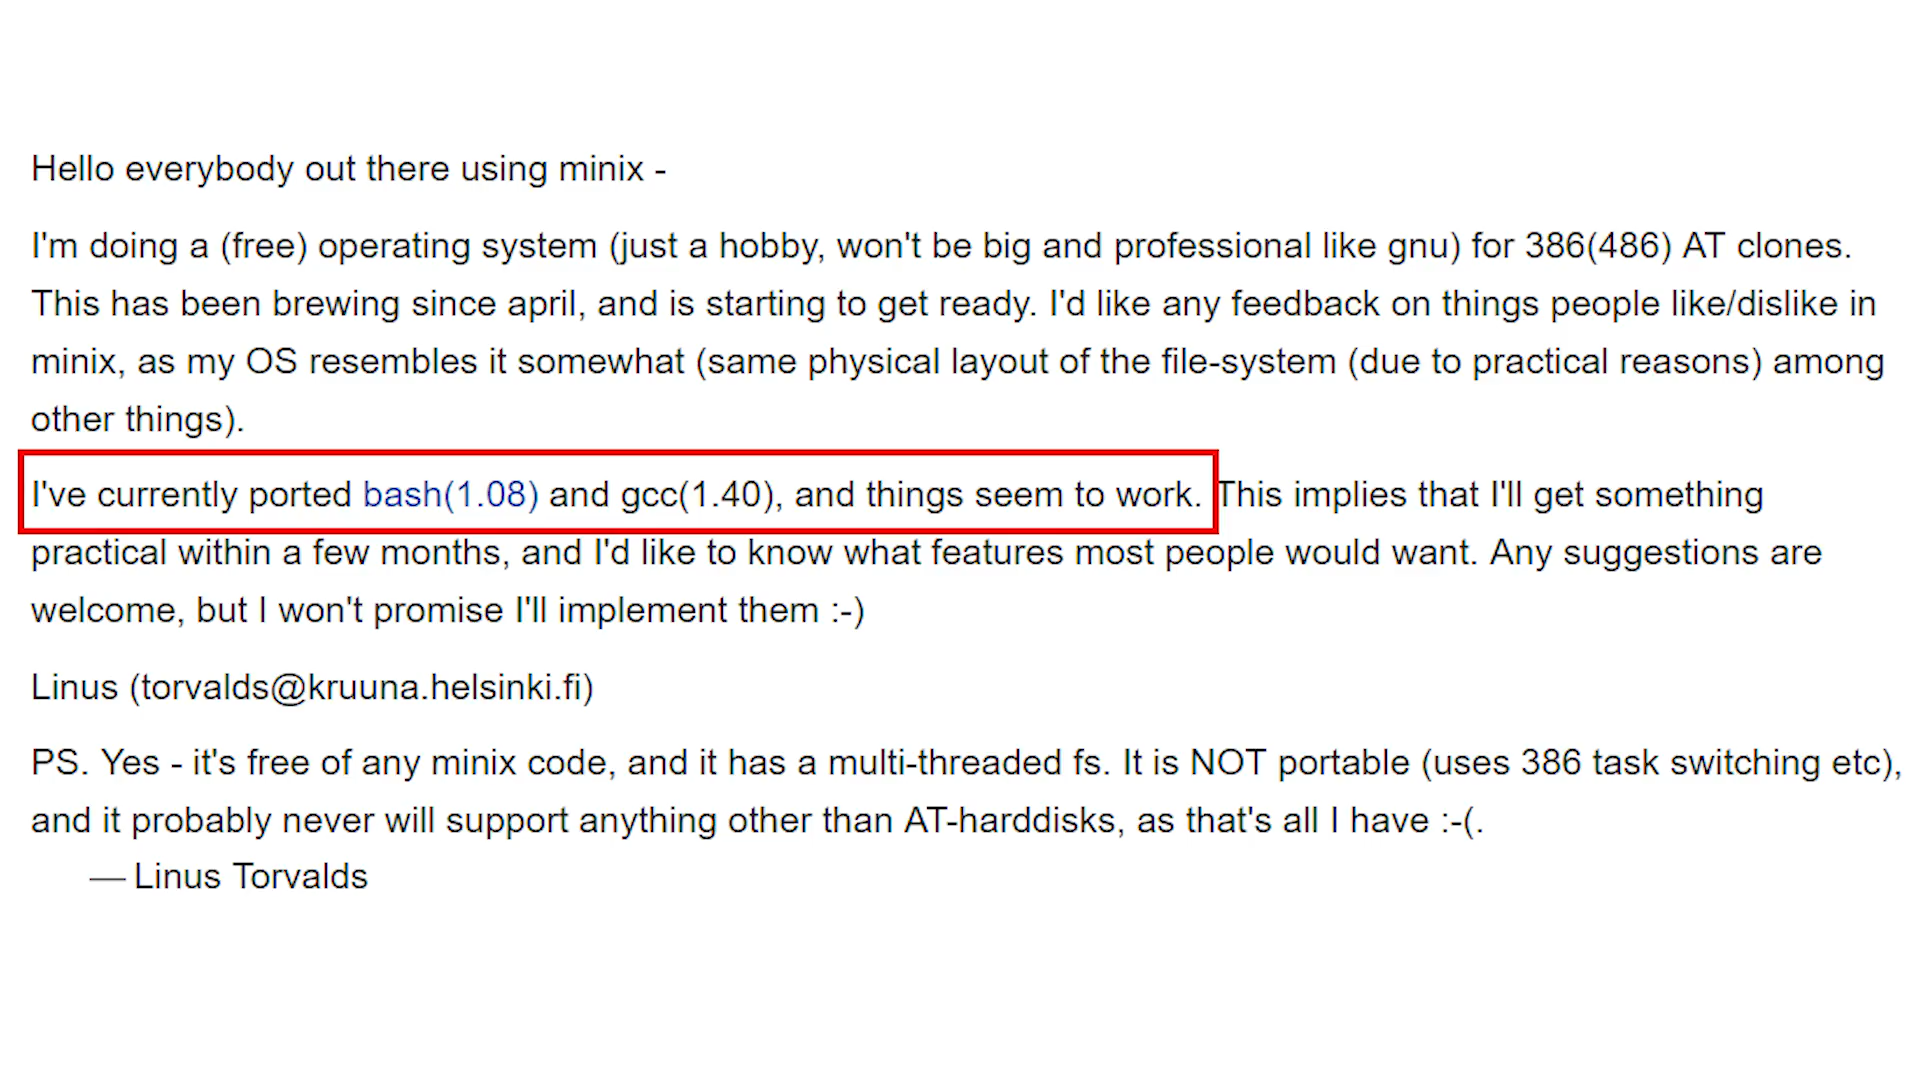 Hello everybody out there using minix -
I'm doing a (free) operating system (just a hobby, won't be big and professional like gnu) for 386(486) AT clones.
This has been brewing since april, and is starting to get ready. I'd like any feedback on things people like/dislike in
minix, as my OS resembles it somewhat (same physical layout of the file-system (due to practical reasons) among
other things).
I've currently ported bash(1.08) and gcc(1.40), and things seem to work. This implies that I'll get something
practical within a few months, and I'd like to know what features most people would want. Any suggestions are
welcome, but I won't promise I'll implement them :-)
Linus (torvalds@kruuna.helsinki.fi)
PS. Yes - it's free of any minix code, and it has a multi-threaded fs. It is NOT portable (uses 386 task switching etc),
and it probably never will support anything other than AT-harddisks, as that's all I have :-(.
— Linus Torvalds